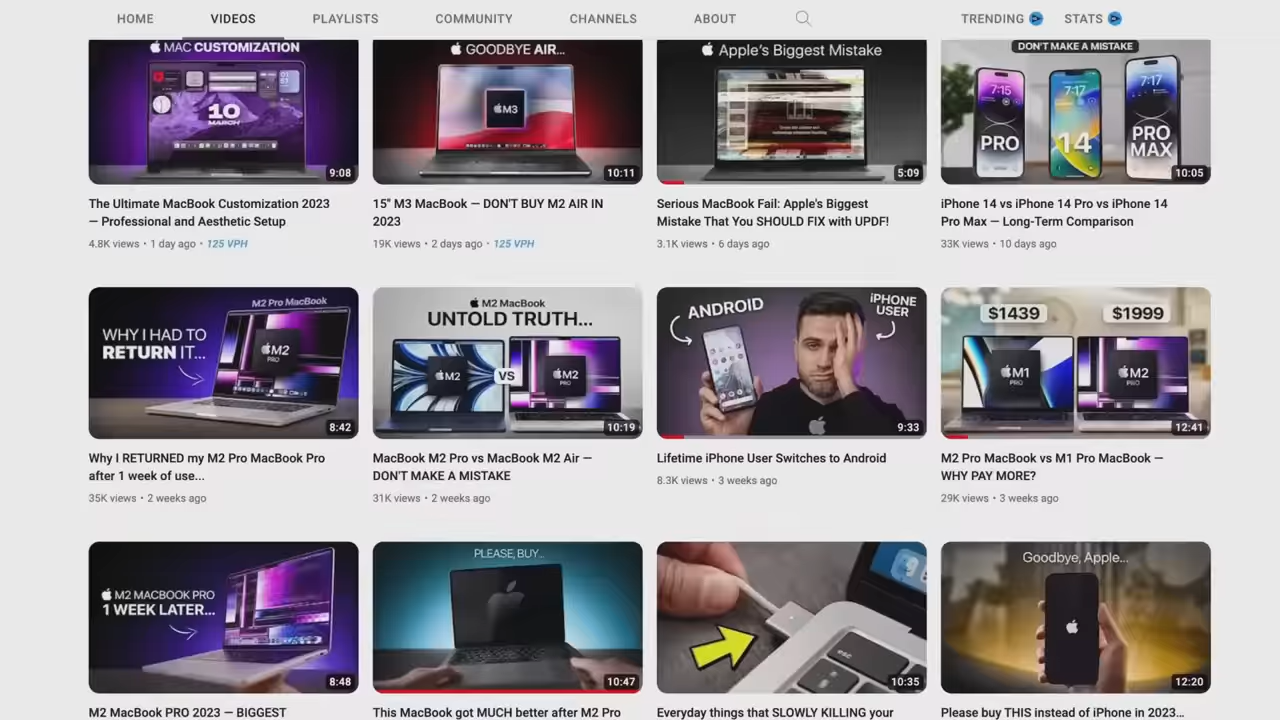 HOME VIDEOS PLAYLISTS COMMUNITY CHANNELS ABOUT TRENDING STATS
MAC CUSTOMIZATION
10
MARCH
9:08
GOODBYE AIR...
M3
10:11
Apple's Biggest Mistake
5:09
DON'T MAKE A MISTAKE
7:15
7:17
7:17
PRO
14
PRO
MAX
10:05
The Ultimate MacBook Customization 2023
— Professional and Aesthetic Setup
4.8K views • 1 day ago • 125 VPH
15" M3 MacBook — DON'T BUY M2 AIR IN
2023
19K views • 2 days ago • 125 VPH
Serious MacBook Fail: Apple's Biggest
Mistake That You SHOULD FIX with UPDF!
3.1K views • 6 days ago
iPhone 14 vs iPhone 14 Pro vs iPhone 14
Pro Max — Long-Term Comparison
33K views • 10 days ago
M2 Pro MacBook
WHY I HAD TO
RETURN IT...
M2
PRO
8:42
M2 MacBook
UNTOLD TRUTH...
M2
VS
M2
PRO
10:19
ANDROID
iPHONE
USER
9:33
$1439
$1999
M1
PRO
M2
PRO
12:41
Why I RETURNED my M2 Pro MacBook Pro
after 1 week of use...
35K views • 2 weeks ago
MacBook M2 Pro vs MacBook M2 Air —
DON'T MAKE A MISTAKE
31K views • 2 weeks ago
Lifetime iPhone User Switches to Android
8.3K views • 3 weeks ago
M2 Pro MacBook vs M1 Pro MacBook —
WHY PAY MORE?
29K views • 3 weeks ago
M2 MACBOOK PRO
1 WEEK LATER...
8:48
PLEASE, BUY...
10:47
esc
10:35
Goodbye, Apple...
12:20
M2 MacBook PRO 2023 — BIGGEST
This MacBook got MUCH better after M2 Pro
Everyday things that SLOWLY KILLING your
Please buy THIS instead of iPhone in 2023...